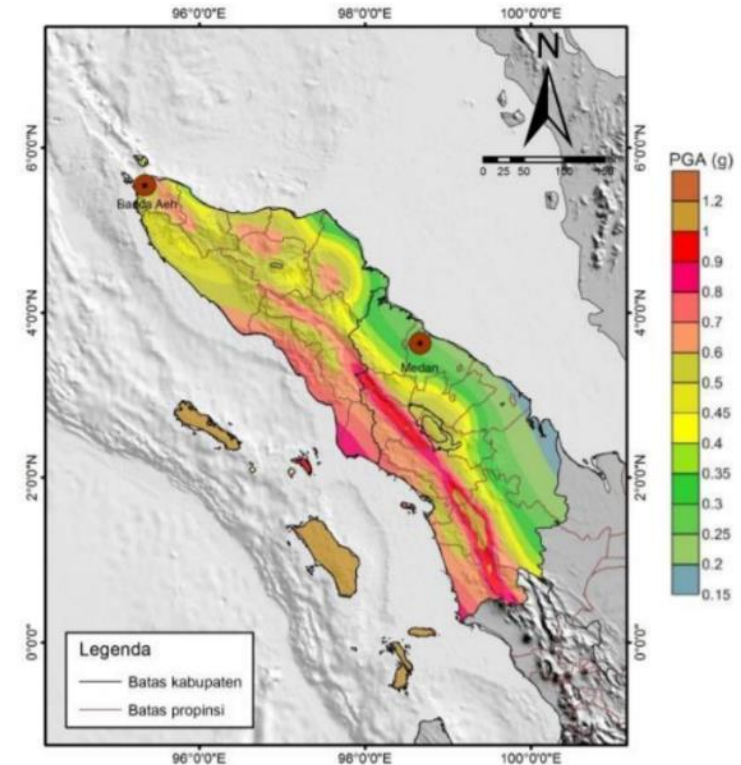 96°0'0"E 98°0'0"E 100°0'0"E
N
0 25 50 100 150
6°0'0"N
6°0'0"N
Banda Aeh
4°0'0"N
4°0'0"N
Medan
2°0'0"N
2°0'0"N
0°0'0"
0°0'0"
PGA (g)
1.2
1
0.9
0.8
0.7
0.6
0.5
0.45
0.4
0.35
0.3
0.25
0.2
0.15
Legenda
Batas kabupaten
Batas propinsi
96°0'0"E 98°0'0"E 100°0'0"E